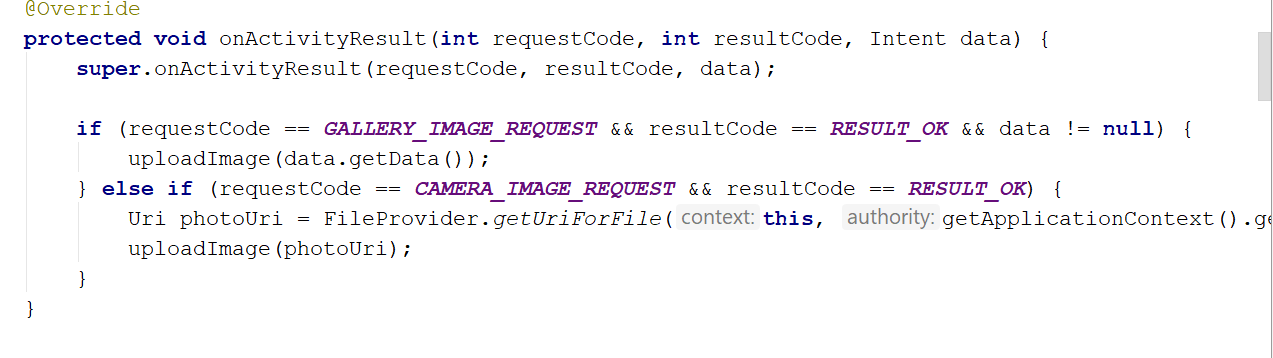 @Override
protected void onActivityResult(int requestCode, int resultCode, Intent data) {
super.onActivityResult(requestCode, resultCode, data);
if (requestCode == GALLERY_IMAGE_REQUEST && resultCode == RESULT_OK && data != null) {
uploadImage(data.getData());
} else if (requestCode == CAMERA_IMAGE_REQUEST && resultCode == RESULT_OK) {
Uri photoUri = FileProvider.getUriForFile( context: this, authority: getApplicationContext().ge
uploadImage(photoUri);
}
}